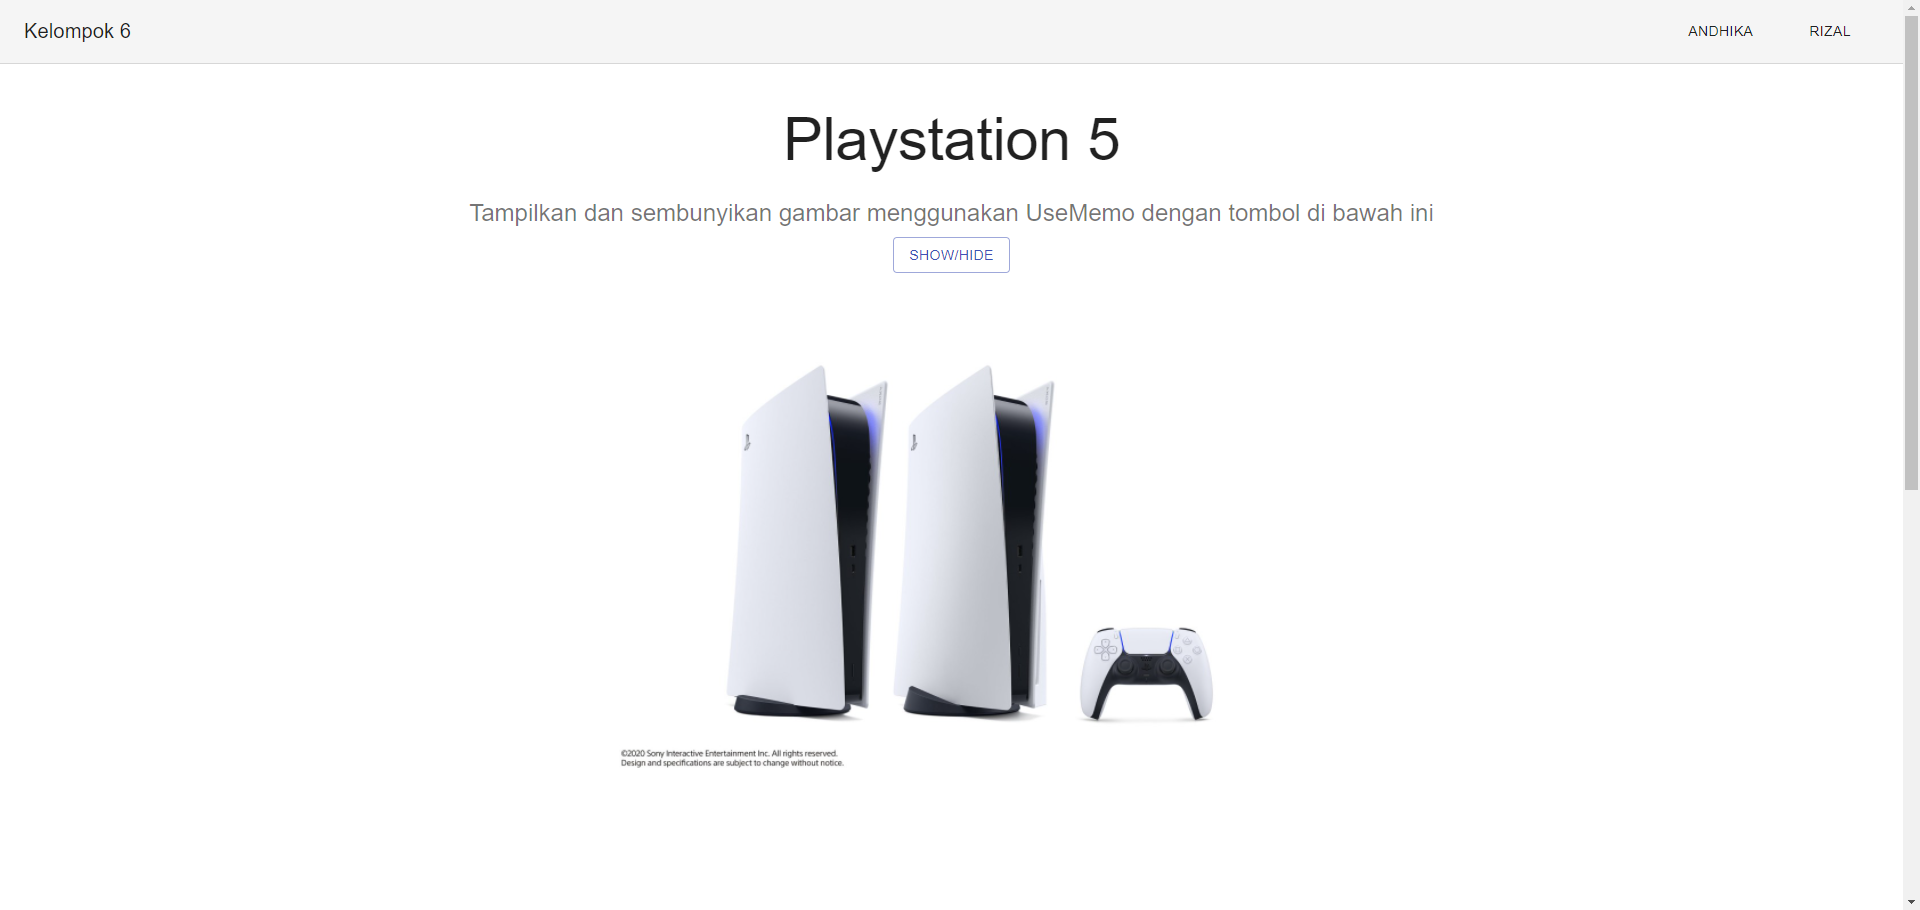 Kelompok 6
ANDHIKA
RIZAL
Playstation 5
Tampilkan dan sembunyikan gambar menggunakan UseMemo dengan tombol di bawah ini
SHOW/HIDE
©2020 Sony Interactive Entertainment Inc. All rights reserved.
Design and specifications are subject to change without notice.